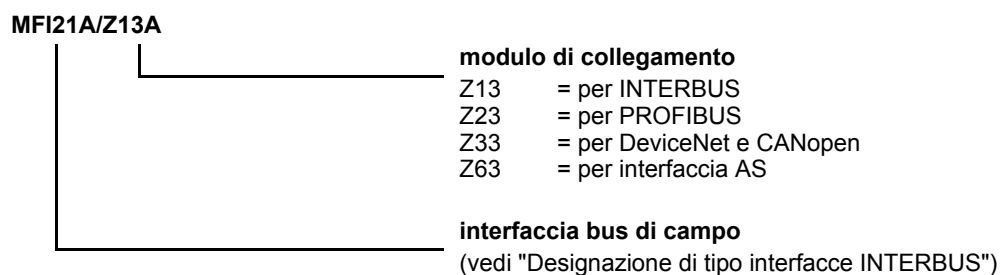 MFI21A/Z13A
modulo di collegamento
Z13 = per INTERBUS
Z23 = per PROFIBUS
Z33 = per DeviceNet e CANopen
Z63 = per interfaccia AS
interfaccia bus di campo
(vedi "Designazione di tipo interfacce INTERBUS")